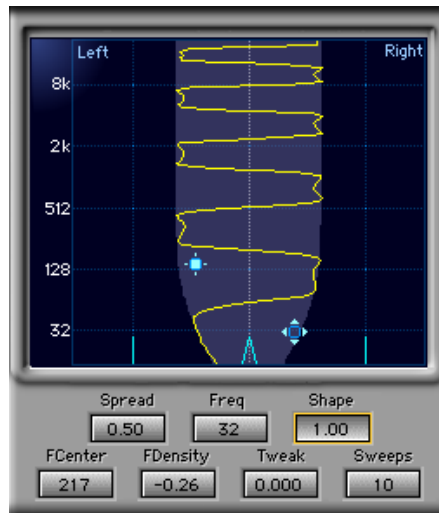 Left Right
8k
2k
512
128
32
Spread Freq Shape
0.50 32 1.00
FCenter FDensity Tweak Sweeps
217 -0.26 0.000 10